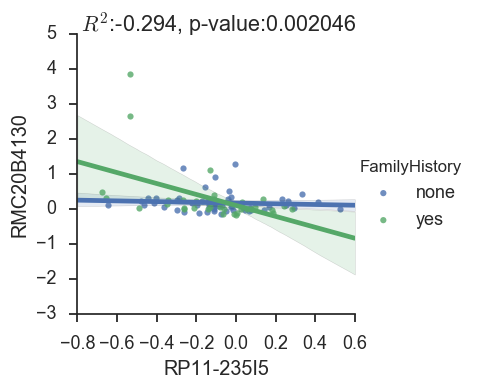 R²:-0.294, p-value:0.002046
5
4
3
2
1
0
−1
−2
−3
RMC20B4130
−0.8 −0.6 −0.4 −0.2 0.0 0.2 0.4 0.6
RP11-235I5
FamilyHistory
none
yes